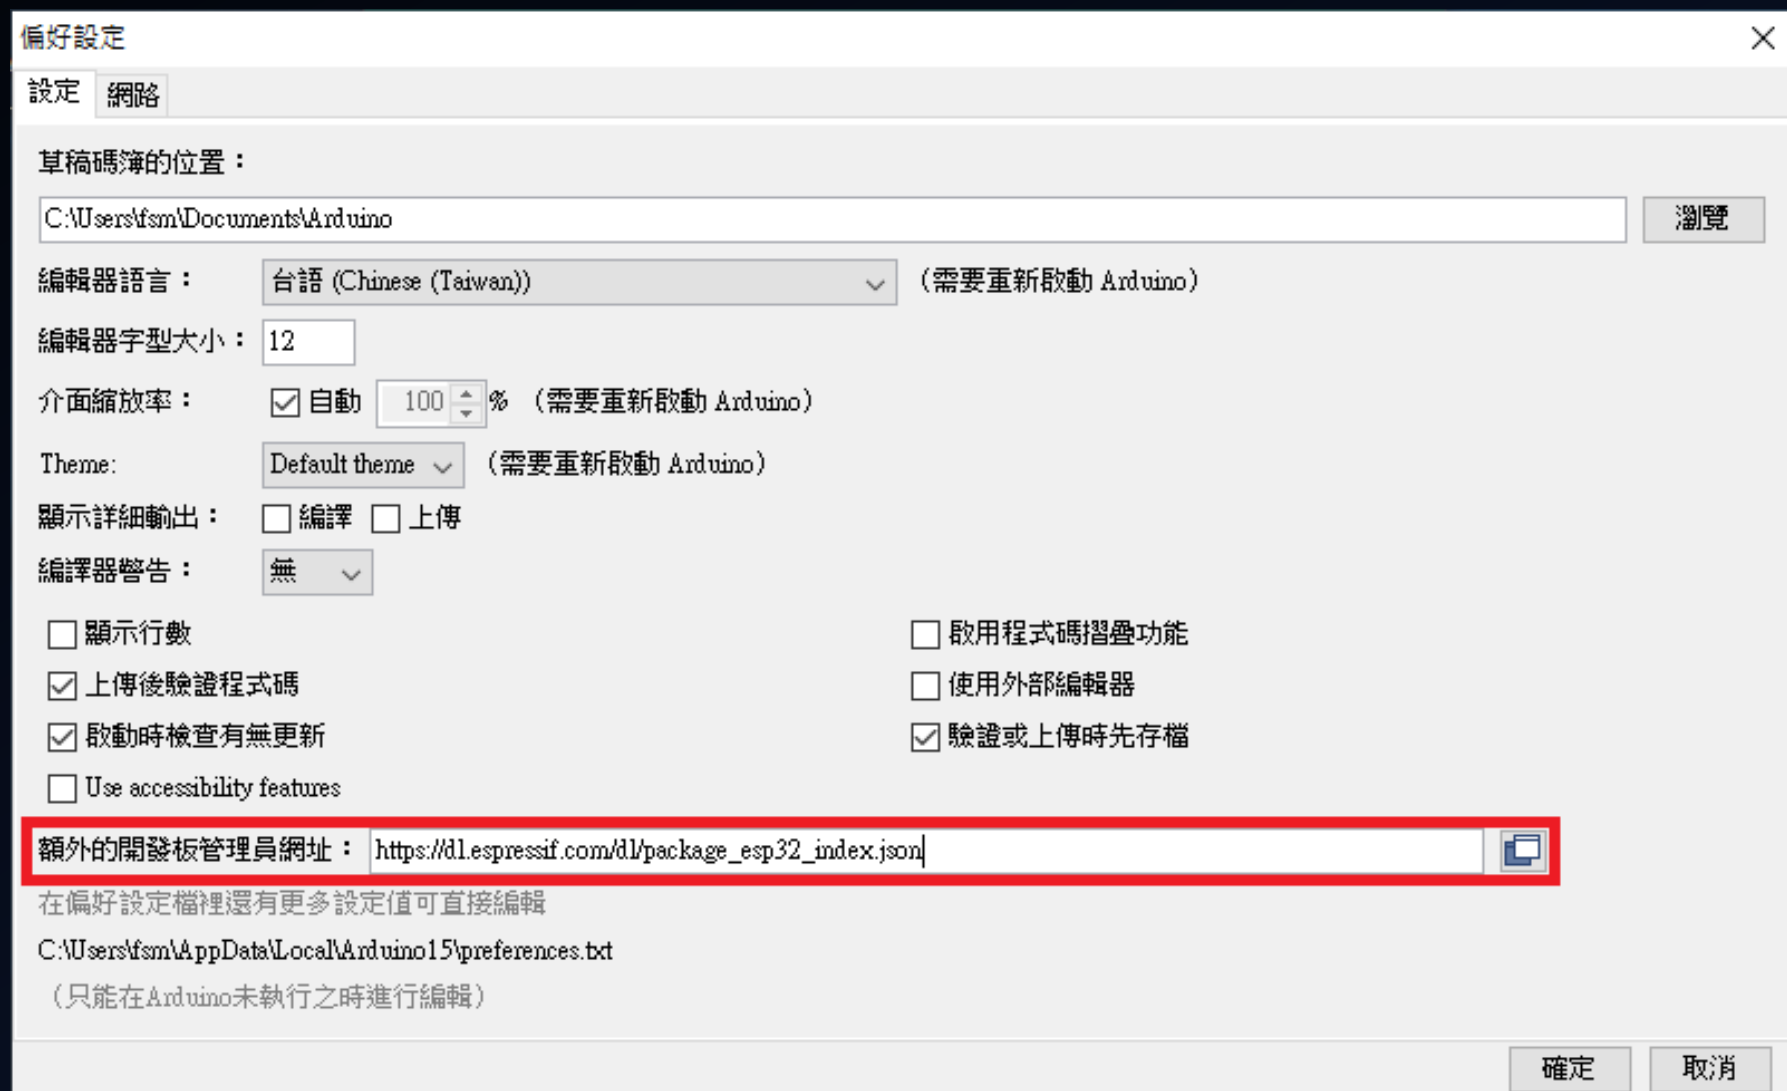 偏好設定
設定 網路
草稿碼簿的位置：
C:\Users\fsm\Documents\Arduino 瀏覽
編輯器語言： 台語 (Chinese (Taiwan)) （需要重新啟動 Arduino）
編輯器字型大小： 12
介面縮放率： 自動 100 % （需要重新啟動 Arduino）
Theme: Default theme （需要重新啟動 Arduino）
顯示詳細輸出： 編譯 上傳
編譯器警告： 無
顯示行數 啟用程式碼摺疊功能
上傳後驗證程式碼 使用外部編輯器
啟動時檢查有無更新 驗證或上傳時先存檔
Use accessibility features
額外的開發板管理員網址： https://dl.espressif.com/dl/package_esp32_index.json
在偏好設定檔裡還有更多設定值可直接編輯
C:\Users\fsm\AppData\Local\Arduino15\preferences.txt
（只能在Arduino未執行之時進行編輯）
確定 取消